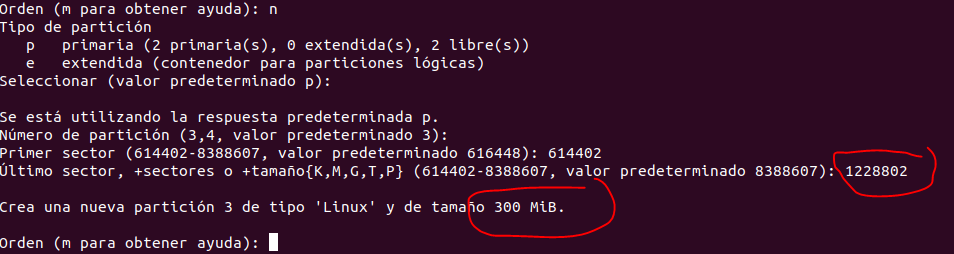 Orden (m para obtener ayuda): n
Tipo de partición
p   primaria (2 primaria(s), 0 extendida(s), 2 libre(s))
e   extendida (contenedor para particiones lógicas)
Seleccionar (valor predeterminado p):
Se está utilizando la respuesta predeterminada p.
Número de partición (3,4, valor predeterminado 3):
Primer sector (614402-8388607, valor predeterminado 616448): 614402
Último sector, +sectores o +tamaño{K,M,G,T,P} (614402-8388607, valor predeterminado 8388607): 1228802
Crea una nueva partición 3 de tipo 'Linux' y de tamaño 300 MiB.
Orden (m para obtener ayuda):